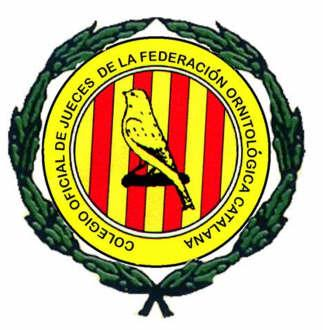 COLEGIO OFICIAL DE JUECES DE LA FEDERACIÓN ORNITOLÓGICA CATALANA